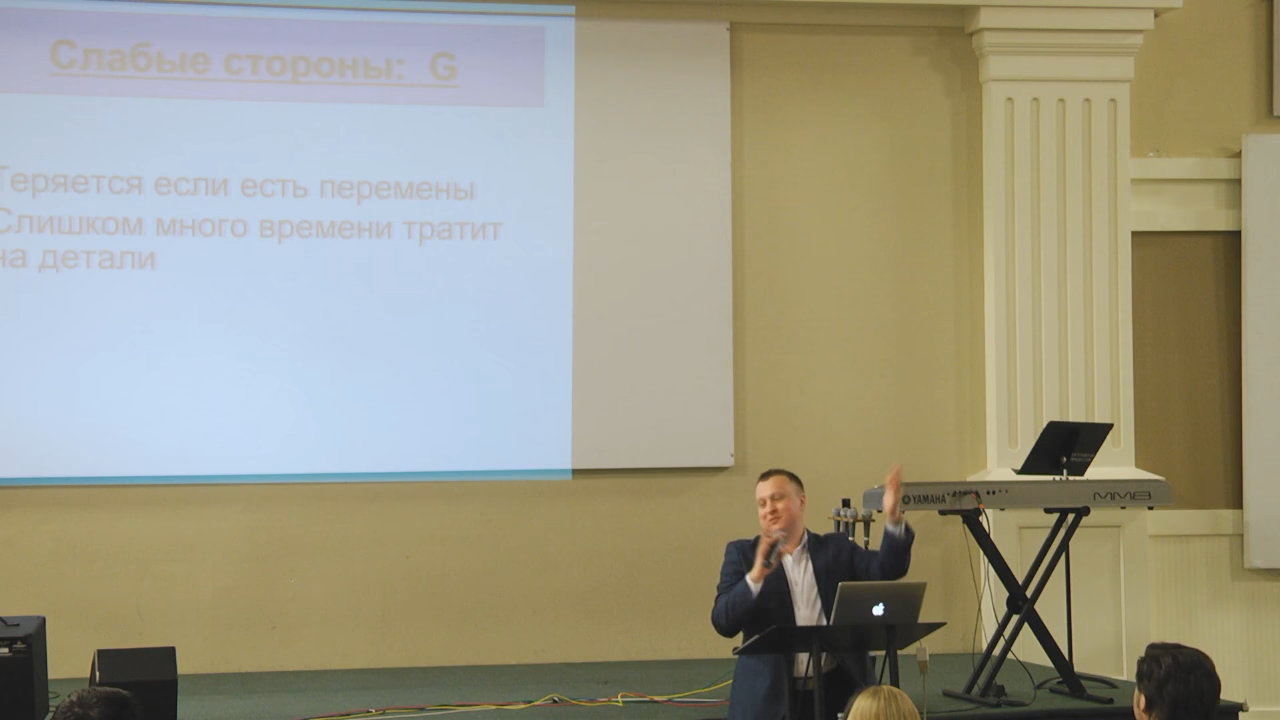 Слабые стороны: G
Теряется если есть перемены
Слишком много времени тратит
на детали
YAMAHA
MM8